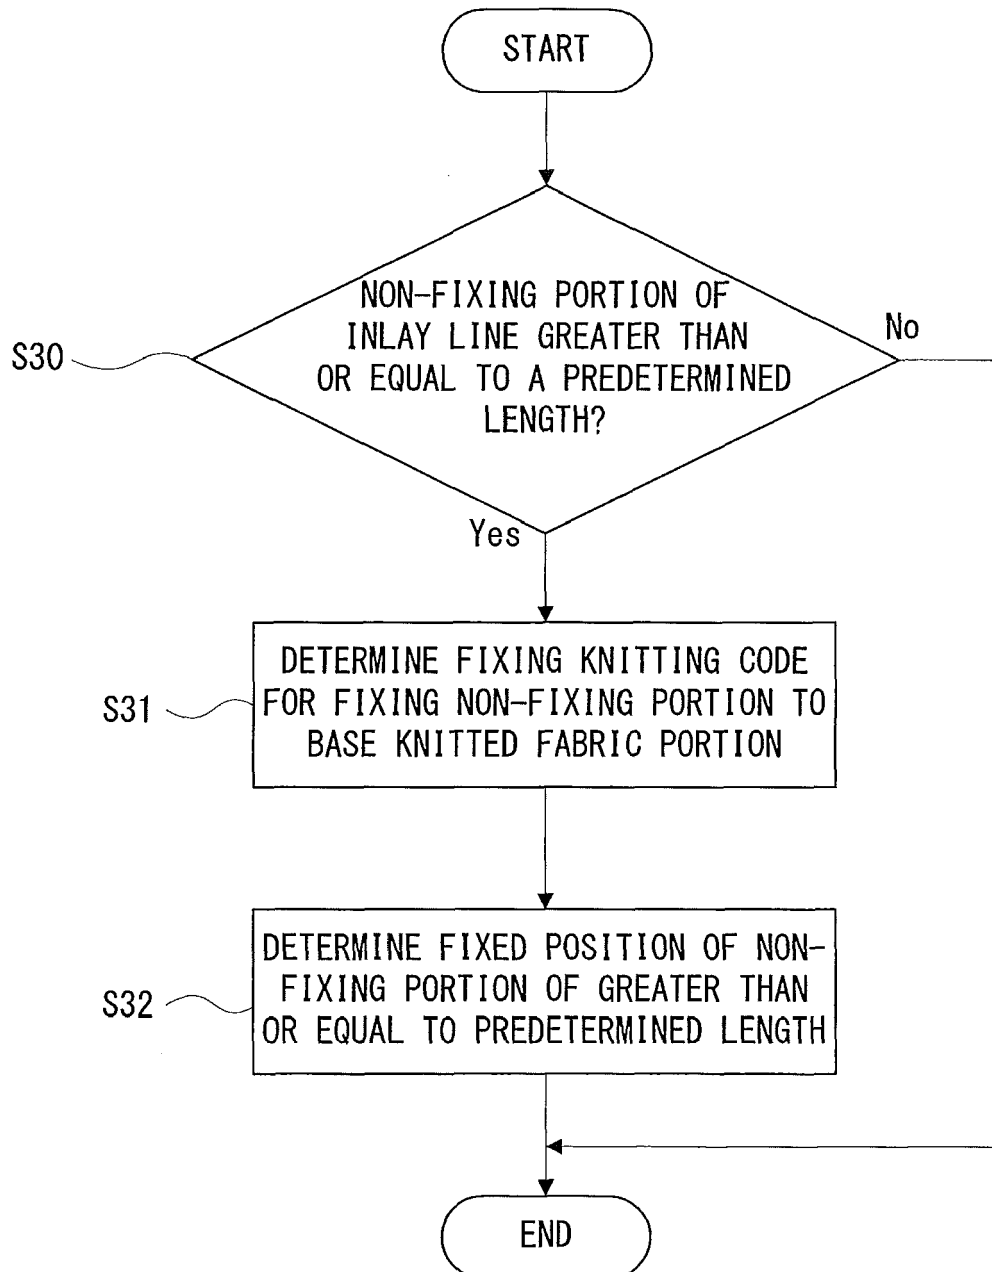 START
NON-FIXING PORTION OF
INLAY LINE GREATER THAN
OR EQUAL TO A PREDETERMINED
LENGTH?
S30
No
Yes
S31
DETERMINE FIXING KNITTING CODE
FOR FIXING NON-FIXING PORTION TO
BASE KNITTED FABRIC PORTION
S32
DETERMINE FIXED POSITION OF NON-
FIXING PORTION OF GREATER THAN
OR EQUAL TO PREDETERMINED LENGTH
END